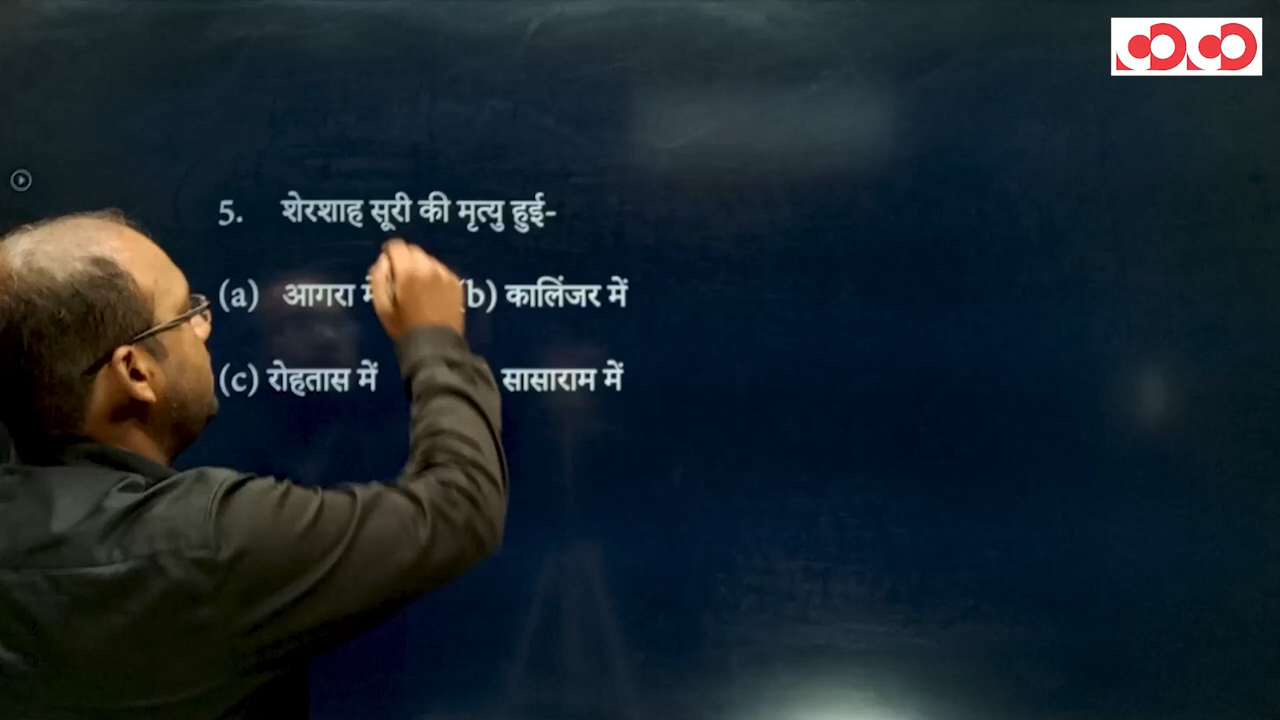 5. शेरशाह सूरी की मृत्यु हुई-
(a) आगरा (b) कालिंजर में
(c) रोहतास में सासाराम में